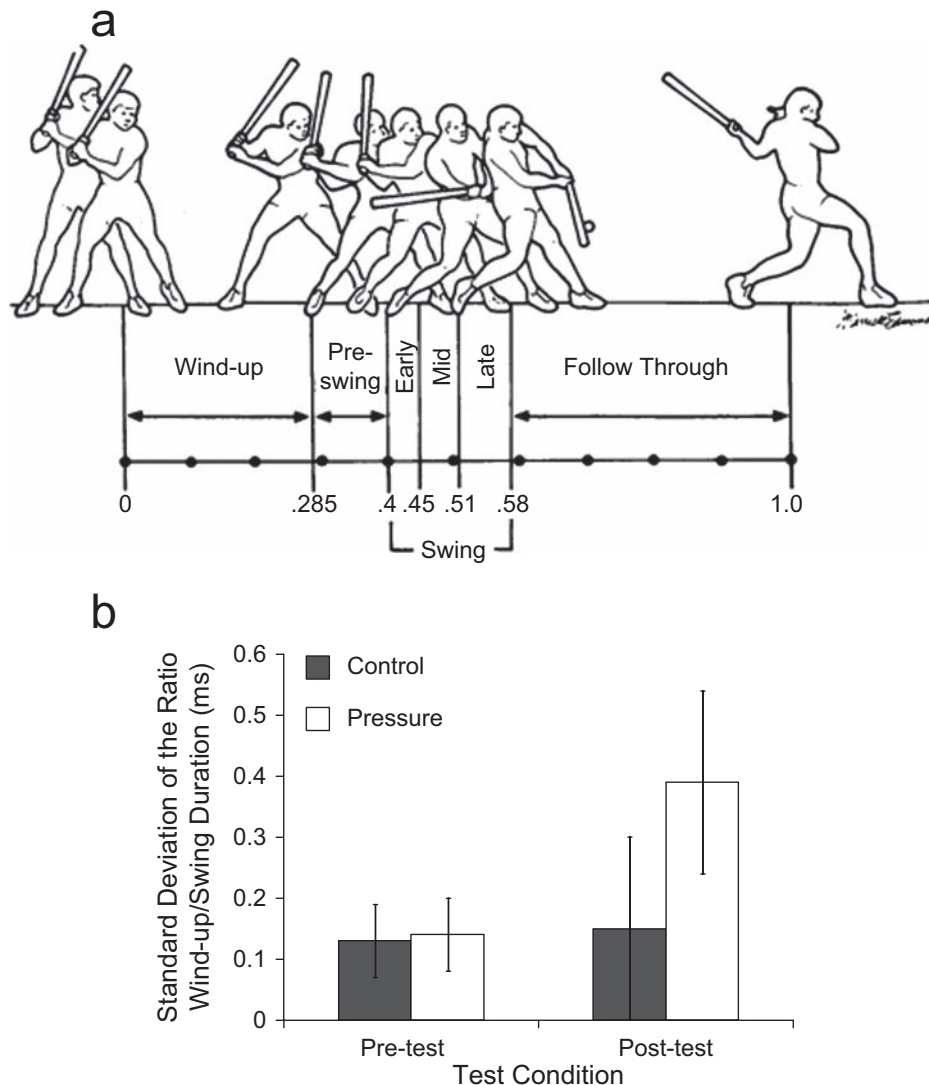 a
Wind-up
Pre-
swing
Early
Mid
Late
Follow Through
0 .285 .4 .45 .51 .58 1.0
Swing
b
Standard Deviation of the Ratio
Wind-up/Swing Duration (ms)
0.6
0.5
0.4
0.3
0.2
0.1
0
Control
Pressure
Pre-test Post-test
Test Condition